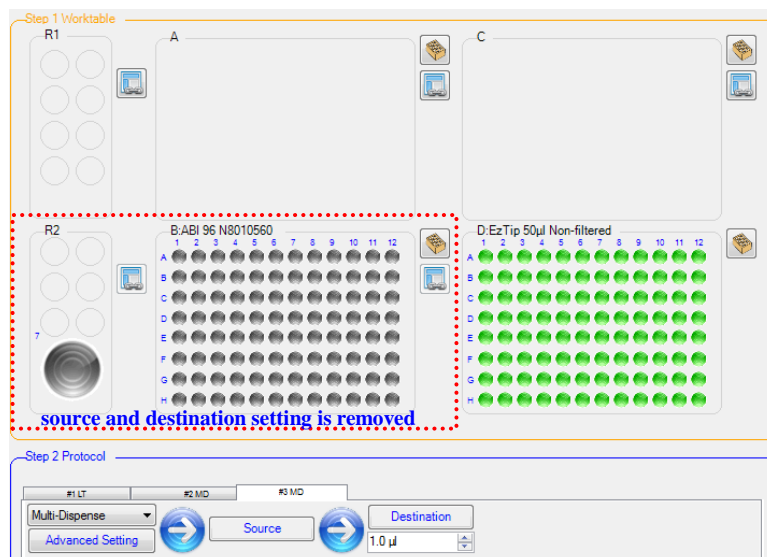 Step 1 Worktable
R1
A
C
R2
B:ABI 96 N8010560
D:EzTip 50µl Non-filtered
1 2 3 4 5 6 7 8 9 10 11 12
1 2 3 4 5 6 7 8 9 10 11 12
A
B
C
D
E
F
G
H
A
B
C
D
E
F
G
H
7
source and destination setting is removed
Step 2 Protocol
#1 LT
#2 MD
#3 MD
Multi-Dispense
Source
Destination
Advanced Setting
1.0 µl